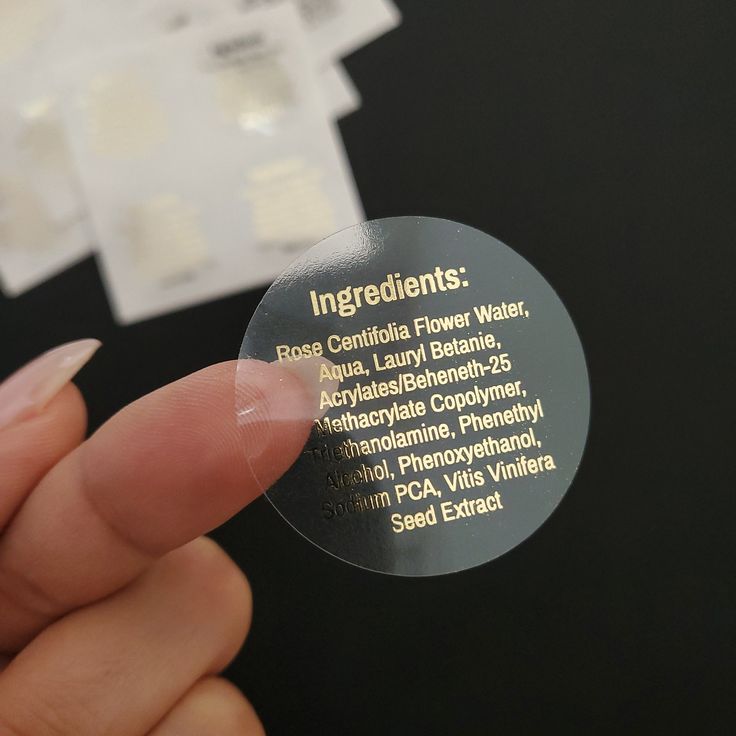 Ingredients:
Rose Centifolia Flower Water,
Aqua, Lauryl Betanie,
Acrylates/Beheneth-25
Methacrylate Copolymer,
Triethanolamine, Phenethyl
Alcohol, Phenoxyethanol,
Sodium PCA, Vitis Vinifera
Seed Extract